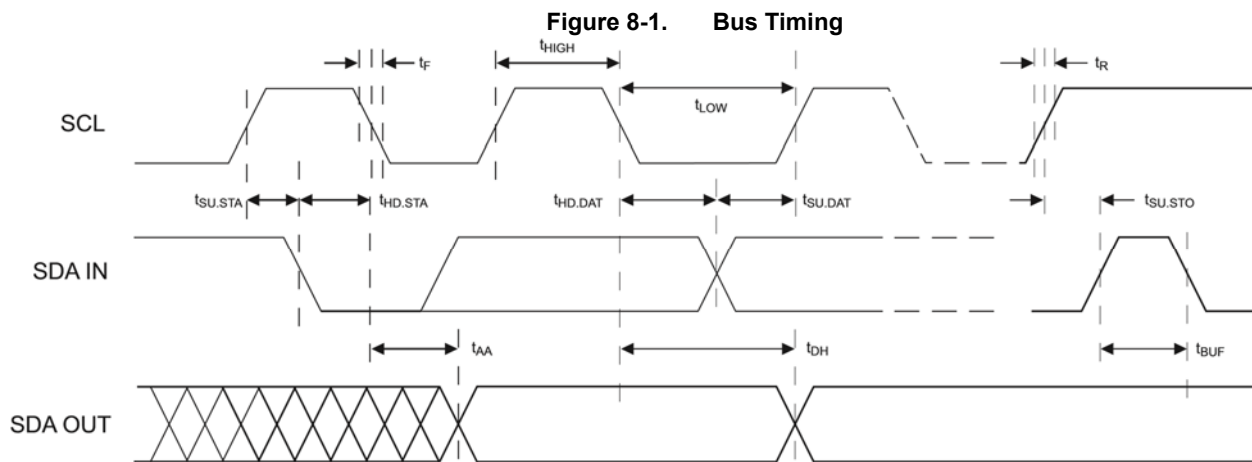 Figure 8-1. Bus Timing
tHIGH
tF
tR
tLOW
SCL
tSU.STA
tHD.STA
tHD.DAT
tSU.DAT
tSU.STO
SDA IN
tAA
tDH
tBUF
SDA OUT